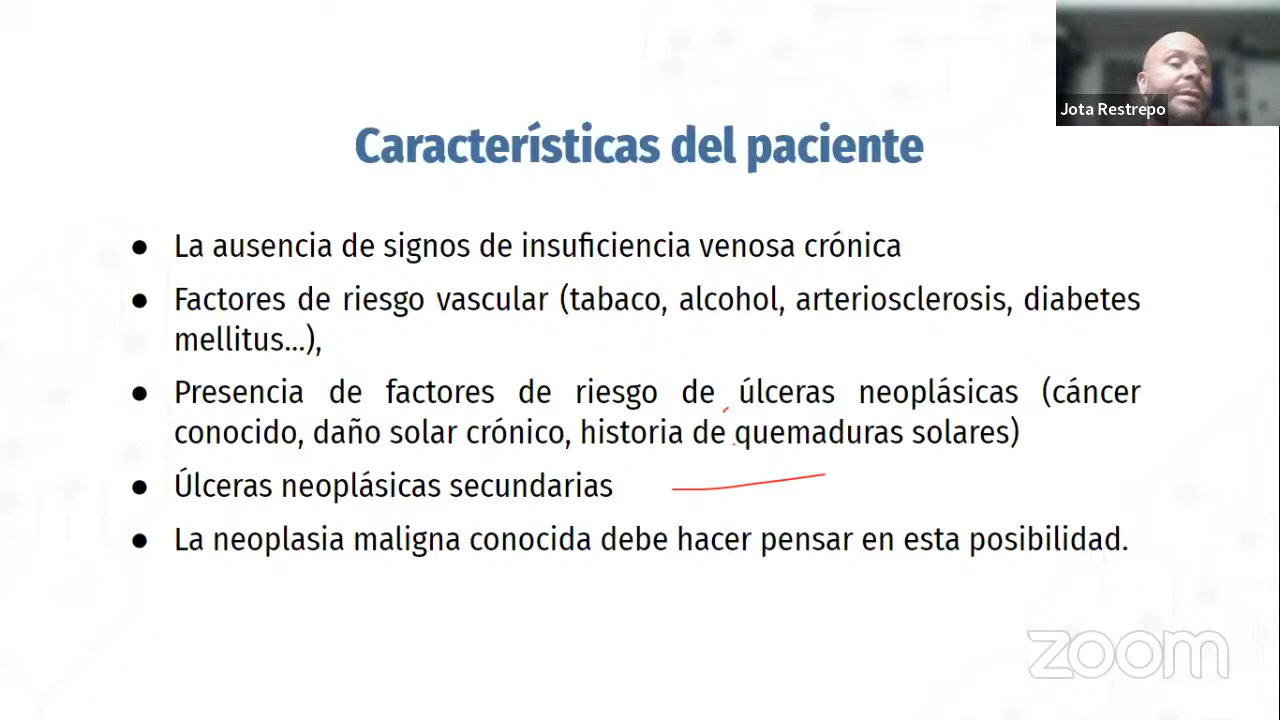 Jota Restrepo
Características del paciente
● La ausencia de signos de insuficiencia venosa crónica
● Factores de riesgo vascular (tabaco, alcohol, arteriosclerosis, diabetes
mellitus...),
● Presencia de factores de riesgo de úlceras neoplásicas (cáncer
conocido, daño solar crónico, historia de quemaduras solares)
● Úlceras neoplásicas secundarias
● La neoplasia maligna conocida debe hacer pensar en esta posibilidad.
zoom